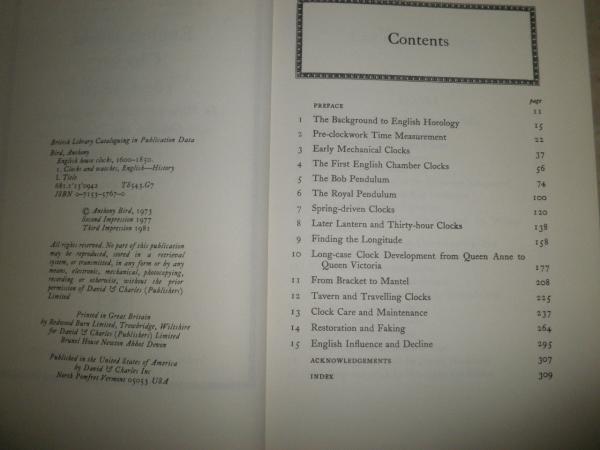 British Library Cataloguing in Publication Data
Bird, Anthony
English house clocks, 1600-1850.
1. Clocks and watches, English—History
I. Title
681.1'13'0942 TS543.G7
ISBN 0-7153-5767-0
© Anthony Bird, 1973
Second Impression 1977
Third Impression 1981
All rights reserved. No part of this publication
may be reproduced, stored in a retrieval
system, or transmitted, in any form or by any
means, electronic, mechanical, photocopying,
recording or otherwise, without the prior
permission of David & Charles (Publishers)
Limited
Printed in Great Britain
by Redwood Burn Limited, Trowbridge, Wiltshire
for David & Charles (Publishers) Limited
Brunel House Newton Abbot Devon
Published in the United States of America
by David & Charles Inc
North Pomfret Vermont 05053 USA
Contents
page
PREFACE 11
1 The Background to English Horology 15
2 Pre-clockwork Time Measurement 22
3 Early Mechanical Clocks 37
4 The First English Chamber Clocks 56
5 The Bob Pendulum 74
6 The Royal Pendulum 100
7 Spring-driven Clocks 120
8 Later Lantern and Thirty-hour Clocks 138
9 Finding the Longitude 158
10 Long-case Clock Development from Queen Anne to
Queen Victoria 177
11 From Bracket to Mantel 208
12 Tavern and Travelling Clocks 225
13 Clock Care and Maintenance 237
14 Restoration and Faking 264
15 English Influence and Decline 295
ACKNOWLEDGEMENTS 307
INDEX 309